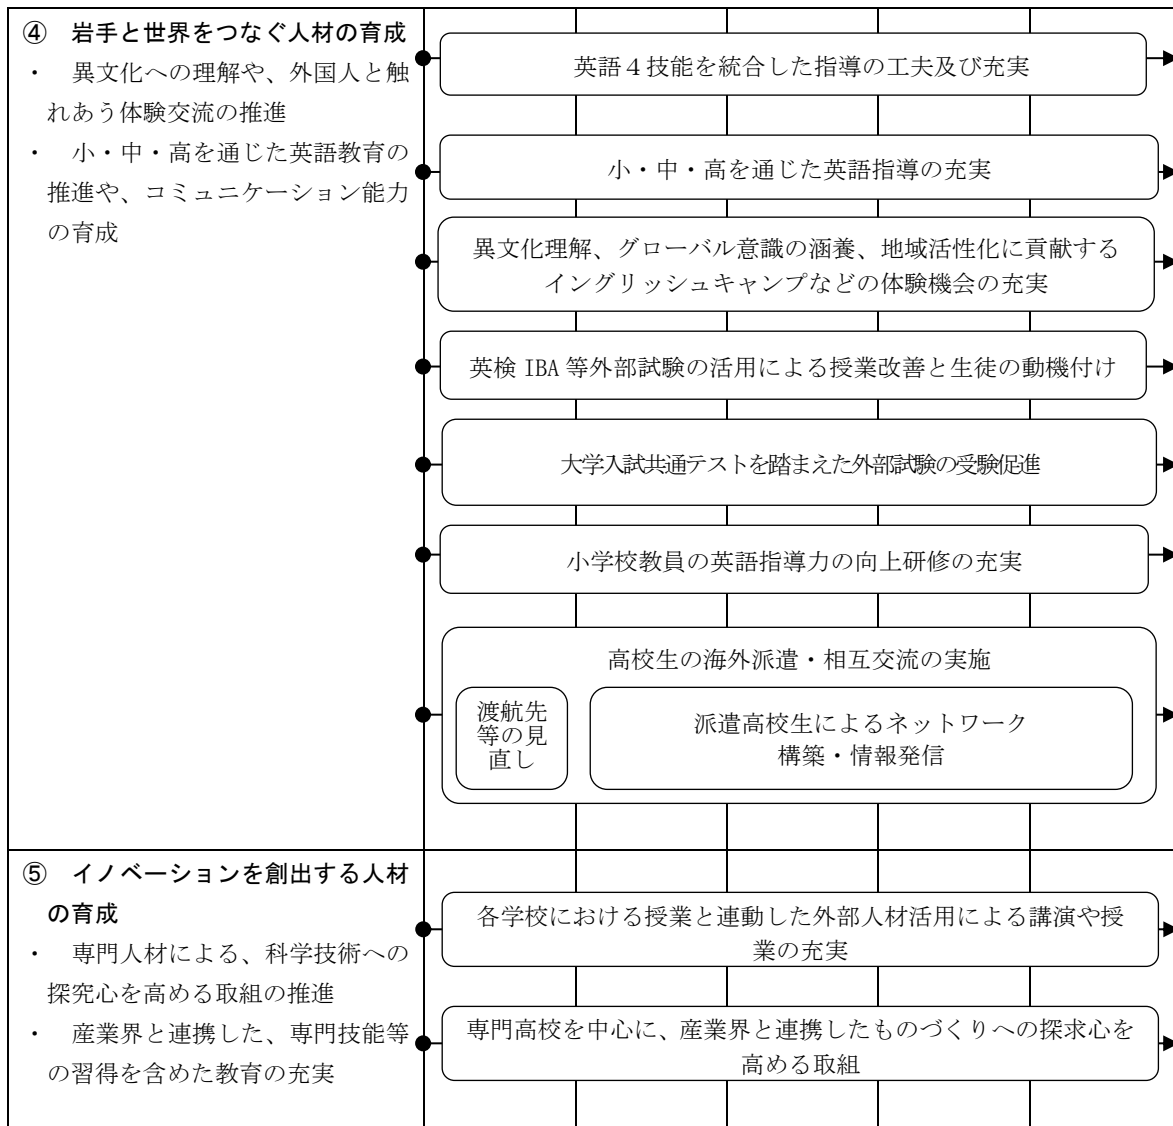 ④　岩手と世界をつなぐ人材の育成
・　異文化への理解や、外国人と触
れあう体験交流の推進
・　小・中・高を通じた英語教育の
推進や、コミュニケーション能力
の育成
英語４技能を統合した指導の工夫及び充実
小・中・高を通じた英語指導の充実
異文化理解、グローバル意識の涵養、地域活性化に貢献する
イングリッシュキャンプなどの体験機会の充実
英検 IBA 等外部試験の活用による授業改善と生徒の動機付け
大学入試共通テストを踏まえた外部試験の受験促進
小学校教員の英語指導力の向上研修の充実
高校生の海外派遣・相互交流の実施
渡航先
等の見
直し
派遣高校生によるネットワーク
構築・情報発信
⑤　イノベーションを創出する人材
の育成
・　専門人材による、科学技術への
探究心を高める取組の推進
・　産業界と連携した、専門技能等
の習得を含めた教育の充実
各学校における授業と連動した外部人材活用による講演や授
業の充実
専門高校を中心に、産業界と連携したものづくりへの探求心を
高める取組